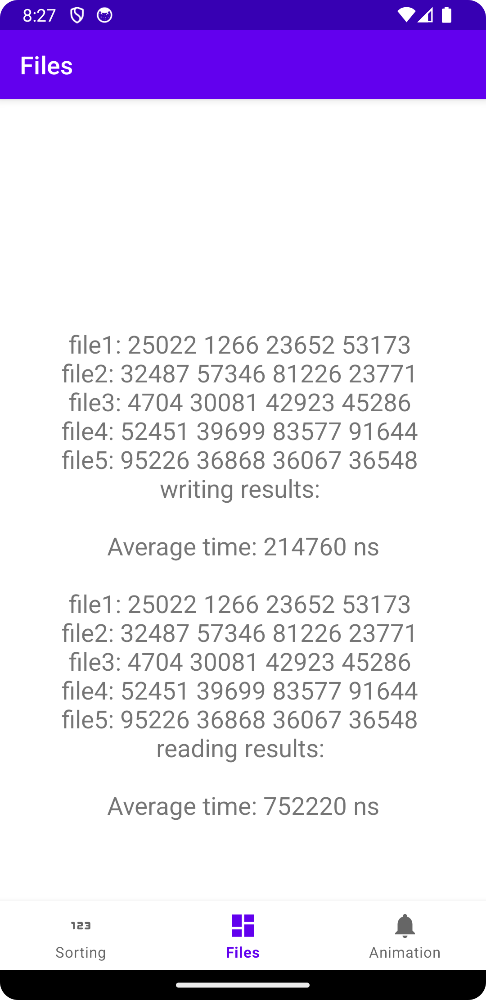 8:27
Files
file1: 25022 1266 23652 53173
file2: 32487 57346 81226 23771
file3: 4704 30081 42923 45286
file4: 52451 39699 83577 91644
file5: 95226 36868 36067 36548
writing results:
Average time: 214760 ns
file1: 25022 1266 23652 53173
file2: 32487 57346 81226 23771
file3: 4704 30081 42923 45286
file4: 52451 39699 83577 91644
file5: 95226 36868 36067 36548
reading results:
Average time: 752220 ns
123
Sorting
Files
Animation